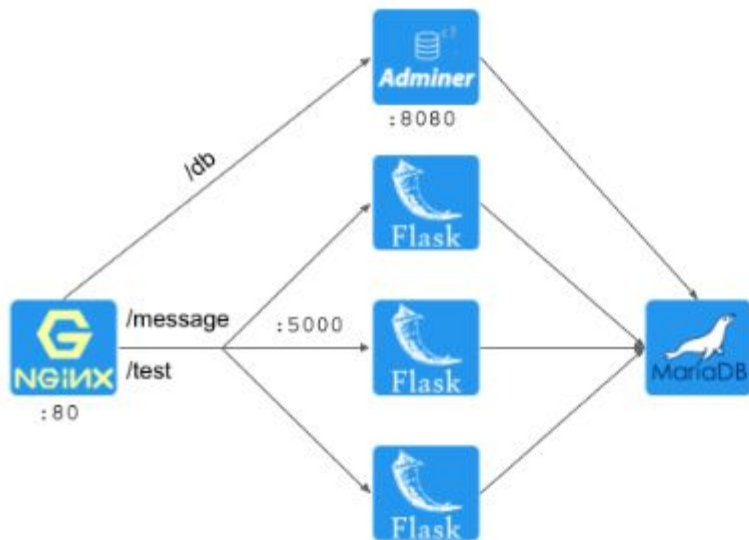 Adminer
:8080
/db
Flask
/message
:5000
/test
NGiNX
:80
Flask
MariaDB
Flask